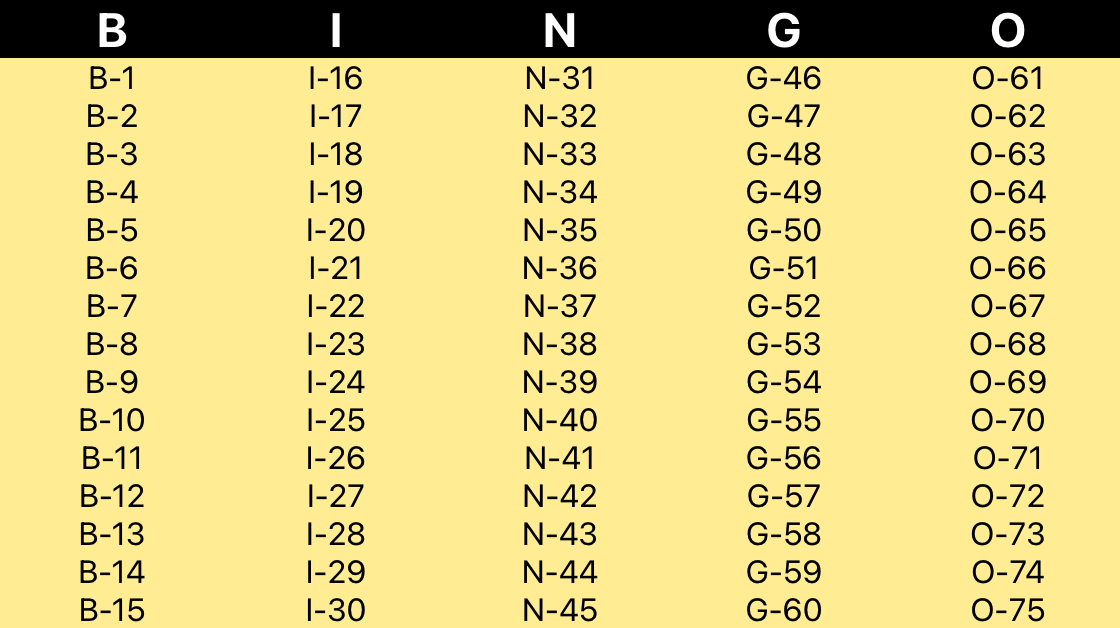 B I N G O
B-1 I-16 N-31 G-46 O-61
B-2 I-17 N-32 G-47 O-62
B-3 I-18 N-33 G-48 O-63
B-4 I-19 N-34 G-49 O-64
B-5 I-20 N-35 G-50 O-65
B-6 I-21 N-36 G-51 O-66
B-7 I-22 N-37 G-52 O-67
B-8 I-23 N-38 G-53 O-68
B-9 I-24 N-39 G-54 O-69
B-10 I-25 N-40 G-55 O-70
B-11 I-26 N-41 G-56 O-71
B-12 I-27 N-42 G-57 O-72
B-13 I-28 N-43 G-58 O-73
B-14 I-29 N-44 G-59 O-74
B-15 I-30 N-45 G-60 O-75